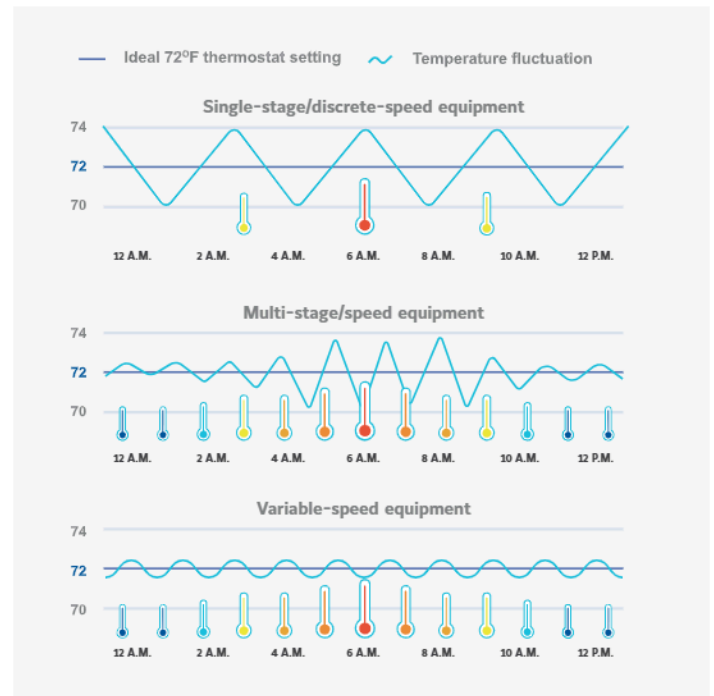 Ideal 72ºF thermostat setting Temperature fluctuation
Single-stage/discrete-speed equipment
74
72
70
12 A.M. 2 A.M. 4 A.M. 6 A.M. 8 A.M. 10 A.M. 12 P.M.
Multi-stage/speed equipment
74
72
70
12 A.M. 2 A.M. 4 A.M. 6 A.M. 8 A.M. 10 A.M. 12 P.M.
Variable-speed equipment
74
72
70
12 A.M. 2 A.M. 4 A.M. 6 A.M. 8 A.M. 10 A.M. 12 P.M.